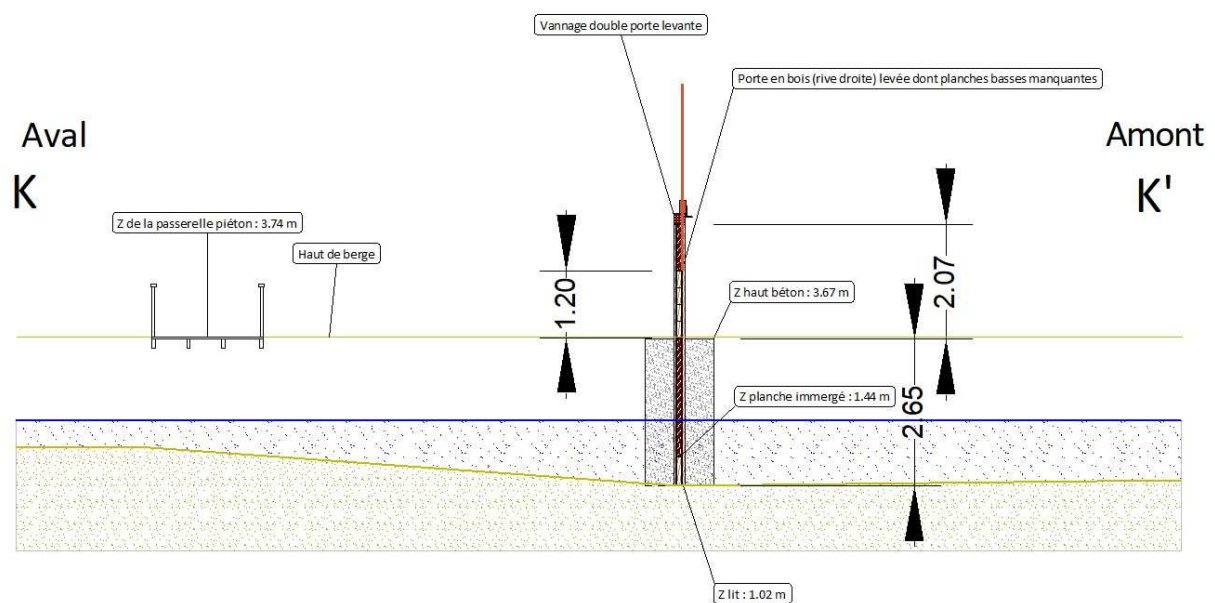 Vannage double porte levante
Porte en bois (rive droite) levée dont planches basses manquantes
Aval
Amont
K
K'
Z de la passerelle piéton : 3.74 m
Haut de berge
1.20
2.07
Z haut béton : 3.67 m
Z planche immergé : 1.44 m
2.65
Z lit : 1.02 m